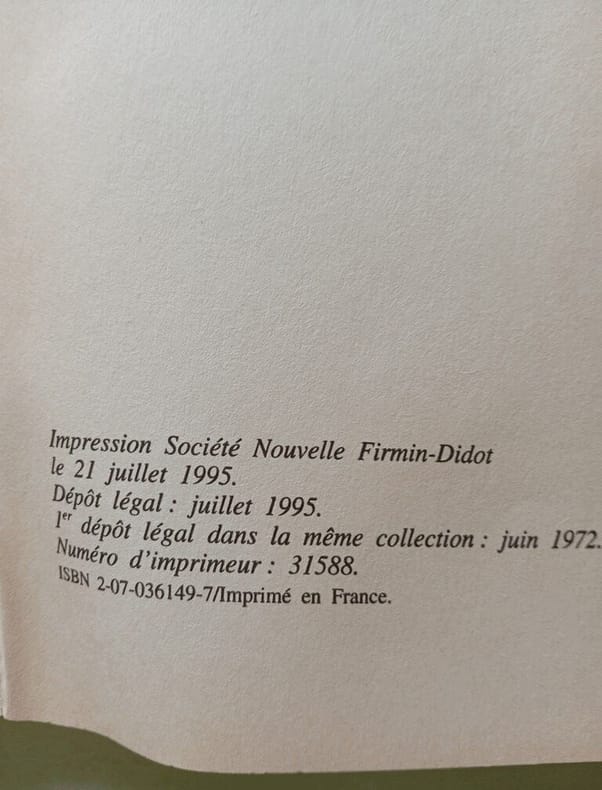 Impression Société Nouvelle Firmin-Didot
le 21 juillet 1995.
Dépôt légal : juillet 1995.
1er dépôt légal dans la même collection : juin 1972.
Numéro d'imprimeur : 31588.
ISBN 2-07-036149-7/Imprimé en France.